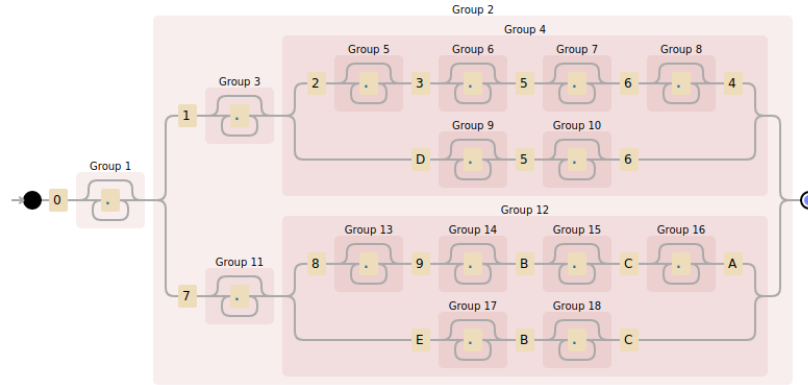 Group 2
Group 4
Group 5 Group 6 Group 7 Group 8
Group 3
2 . 3 . 5 . 6 . 4
1 .
Group 9 Group 10
D . 5 . 6
Group 1
0 .
Group 12
Group 13 Group 14 Group 15 Group 16
Group 11
8 . 9 . B . C . A
7 .
Group 17 Group 18
E . B . C